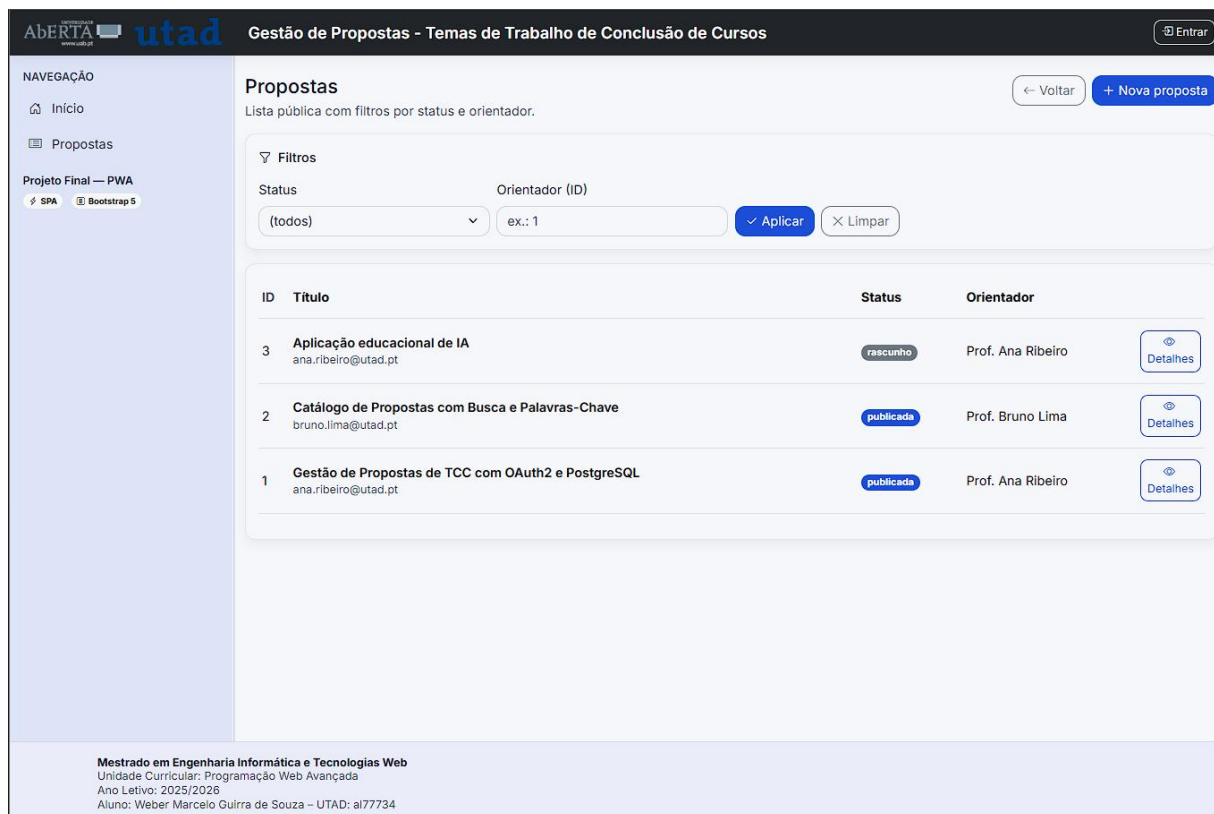 UNIVERSIDADE
AbERTA
www.uab.pt
utad
Gestão de Propostas - Temas de Trabalho de Conclusão de Cursos
Entrar
NAVEGAÇÃO
Início
Propostas
Projeto Final — PWA
SPA
Bootstrap 5
Propostas
Lista pública com filtros por status e orientador.
← Voltar
+ Nova proposta
Filtros
Status
Orientador (ID)
(todos)
ex.: 1
Aplicar
Limpar
ID Título Status Orientador
3 Aplicação educacional de IA rascunho Prof. Ana Ribeiro Detalhes
ana.ribeiro@utad.pt
2 Catálogo de Propostas com Busca e Palavras-Chave publicada Prof. Bruno Lima Detalhes
bruno.lima@utad.pt
1 Gestão de Propostas de TCC com OAuth2 e PostgreSQL publicada Prof. Ana Ribeiro Detalhes
ana.ribeiro@utad.pt
Mestrado em Engenharia Informática e Tecnologias Web
Unidade Curricular: Programação Web Avançada
Ano Letivo: 2025/2026
Aluno: Weber Marcelo Guirra de Souza – UTAD: al77734